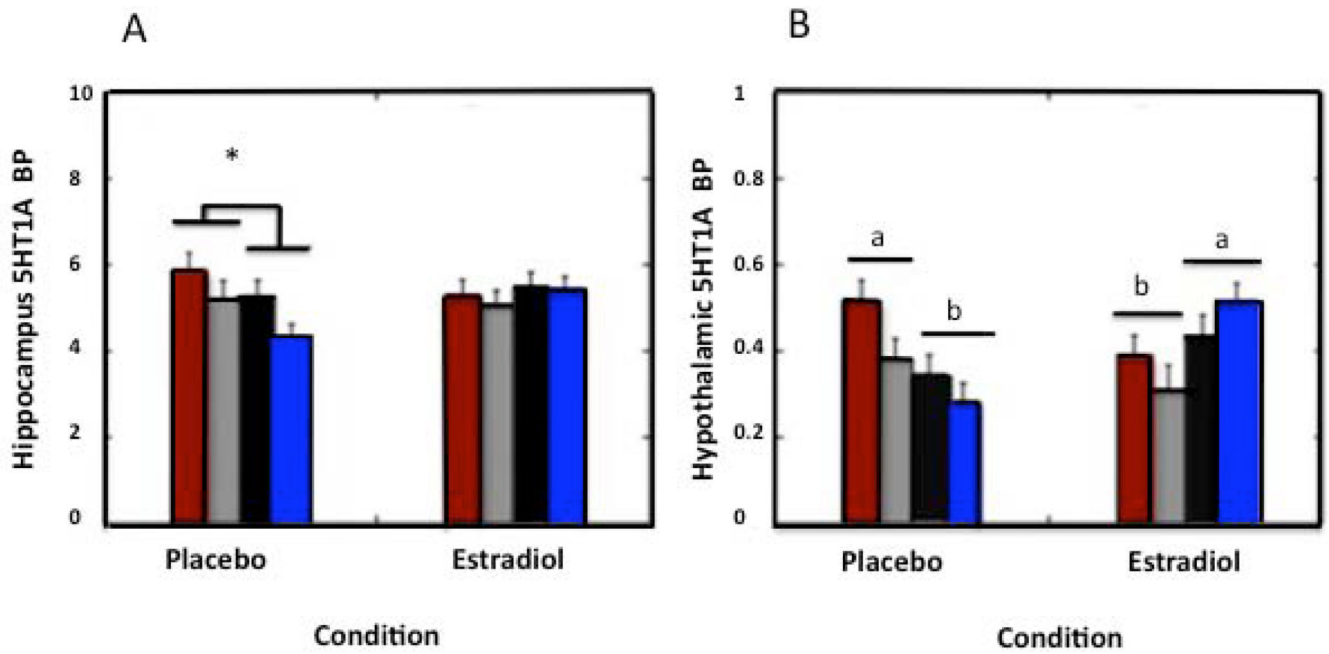 A
Hippocampus 5HT1A BP
10
8
6
4
2
0
*
Placebo
Estradiol
Condition
B
Hypothalamic 5HT1A BP
1
0.8
0.6
0.4
0.2
0
a
b
b
a
Placebo
Estradiol
Condition